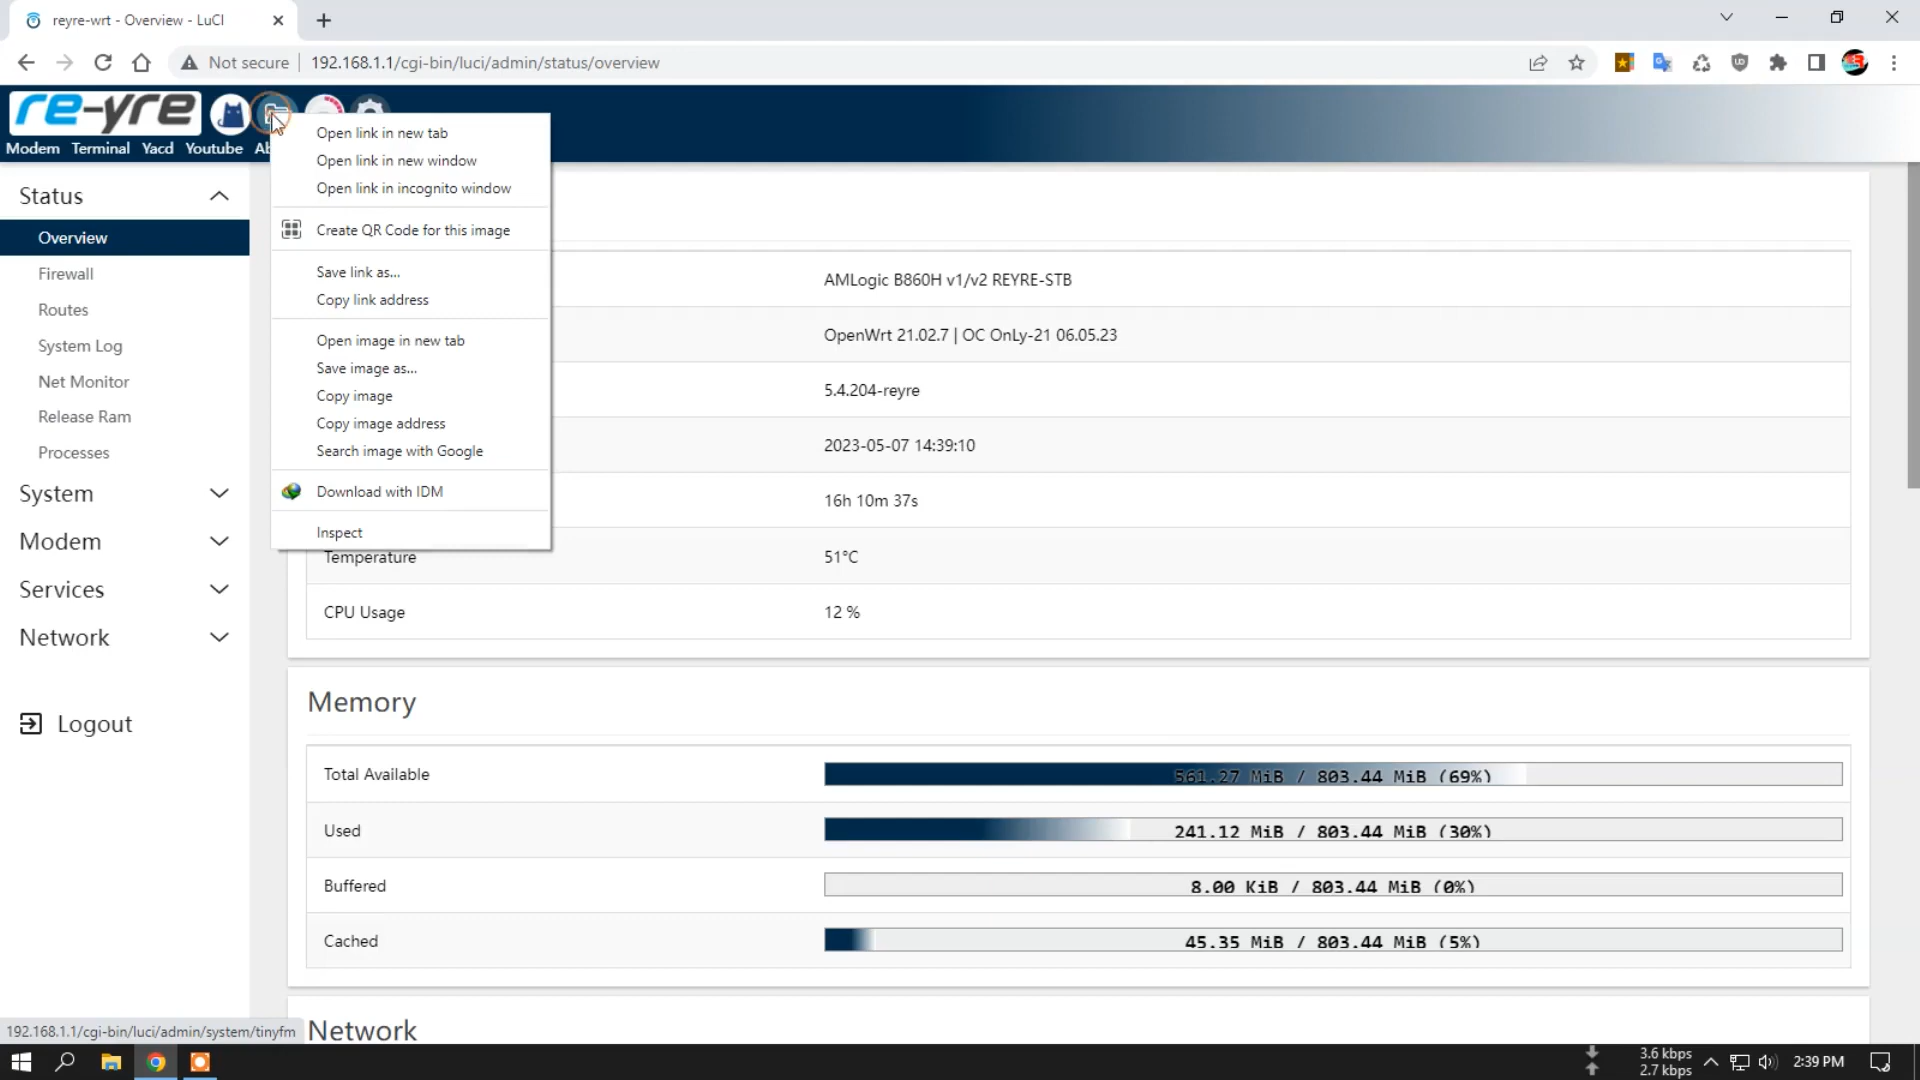 reyre-wrt - Overview - LuCI
Not secure
192.168.1.1/cgi-bin/luci/admin/status/overview
re-yre
Modem Terminal Yacd Youtube
Open link in new tab
Open link in new window
Open link in incognito window
Create QR Code for this image
Save link as...
Copy link address
Open image in new tab
Save image as...
Copy image
Copy image address
Search image with Google
Download with IDM
Inspect
Status
Overview
Firewall
Routes
System Log
Net Monitor
Release Ram
Processes
System
Modem
Services
Network
Logout
AMLogic B860H v1/v2 REYRE-STB
OpenWrt 21.02.7 | OC OnLy-21 06.05.23
5.4.204-reyre
2023-05-07 14:39:10
16h 10m 37s
Temperature 51°C
CPU Usage 12 %
Memory
Total Available 561.27 MiB / 803.44 MiB (69%)
Used 241.12 MiB / 803.44 MiB (30%)
Buffered 8.00 KiB / 803.44 MiB (0%)
Cached 45.35 MiB / 803.44 MiB (5%)
Network
192.168.1.1/cgi-bin/luci/admin/system/tinyfm
3.6 kbps
2.7 kbps
2:39 PM